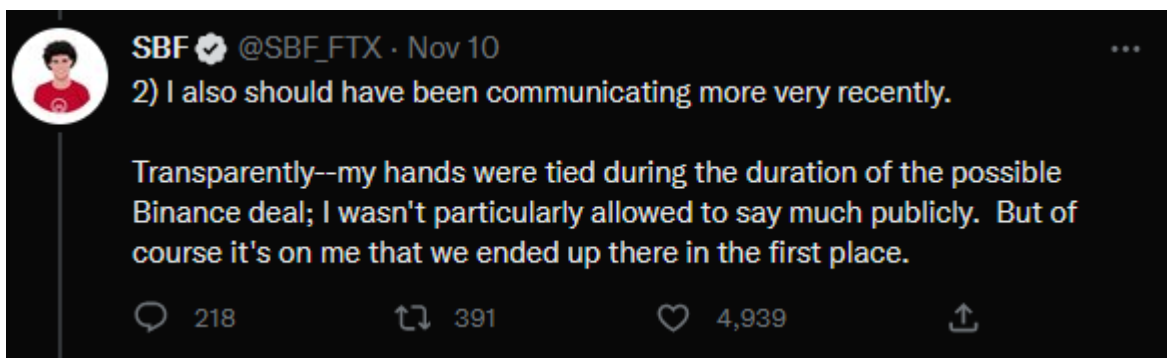 SBF @SBF_FTX · Nov 10
2) I also should have been communicating more very recently.
Transparently--my hands were tied during the duration of the possible
Binance deal; I wasn't particularly allowed to say much publicly.  But of
course it's on me that we ended up there in the first place.
218 391 4,939